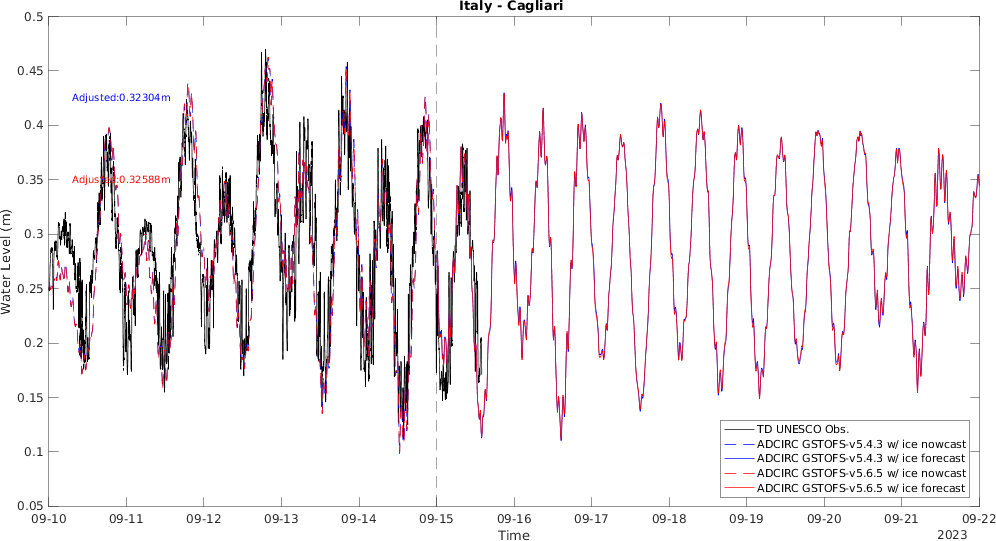 Italy - Cagliari
0.5
0.45
0.4
0.35
0.3
0.25
0.2
0.15
0.1
0.05
Water Level (m)
Adjusted:0.32304m
Adjusted:0.32588m
TD UNESCO Obs.
ADCIRC GSTOFS-v5.4.3 w/ ice nowcast
ADCIRC GSTOFS-v5.4.3 w/ ice forecast
ADCIRC GSTOFS-v5.6.5 w/ ice nowcast
ADCIRC GSTOFS-v5.6.5 w/ ice forecast
09-10 09-11 09-12 09-13 09-14 09-15 09-16 09-17 09-18 09-19 09-20 09-21 09-22
Time
2023